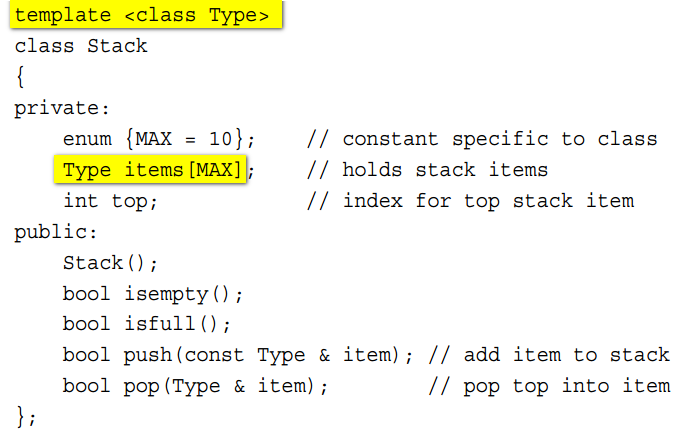 template <class Type>
class Stack
{
private:
    enum {MAX = 10};    // constant specific to class
    Type items[MAX];    // holds stack items
    int top;            // index for top stack item
public:
    Stack();
    bool isempty();
    bool isfull();
    bool push(const Type & item); // add item to stack
    bool pop(Type & item);        // pop top into item
};